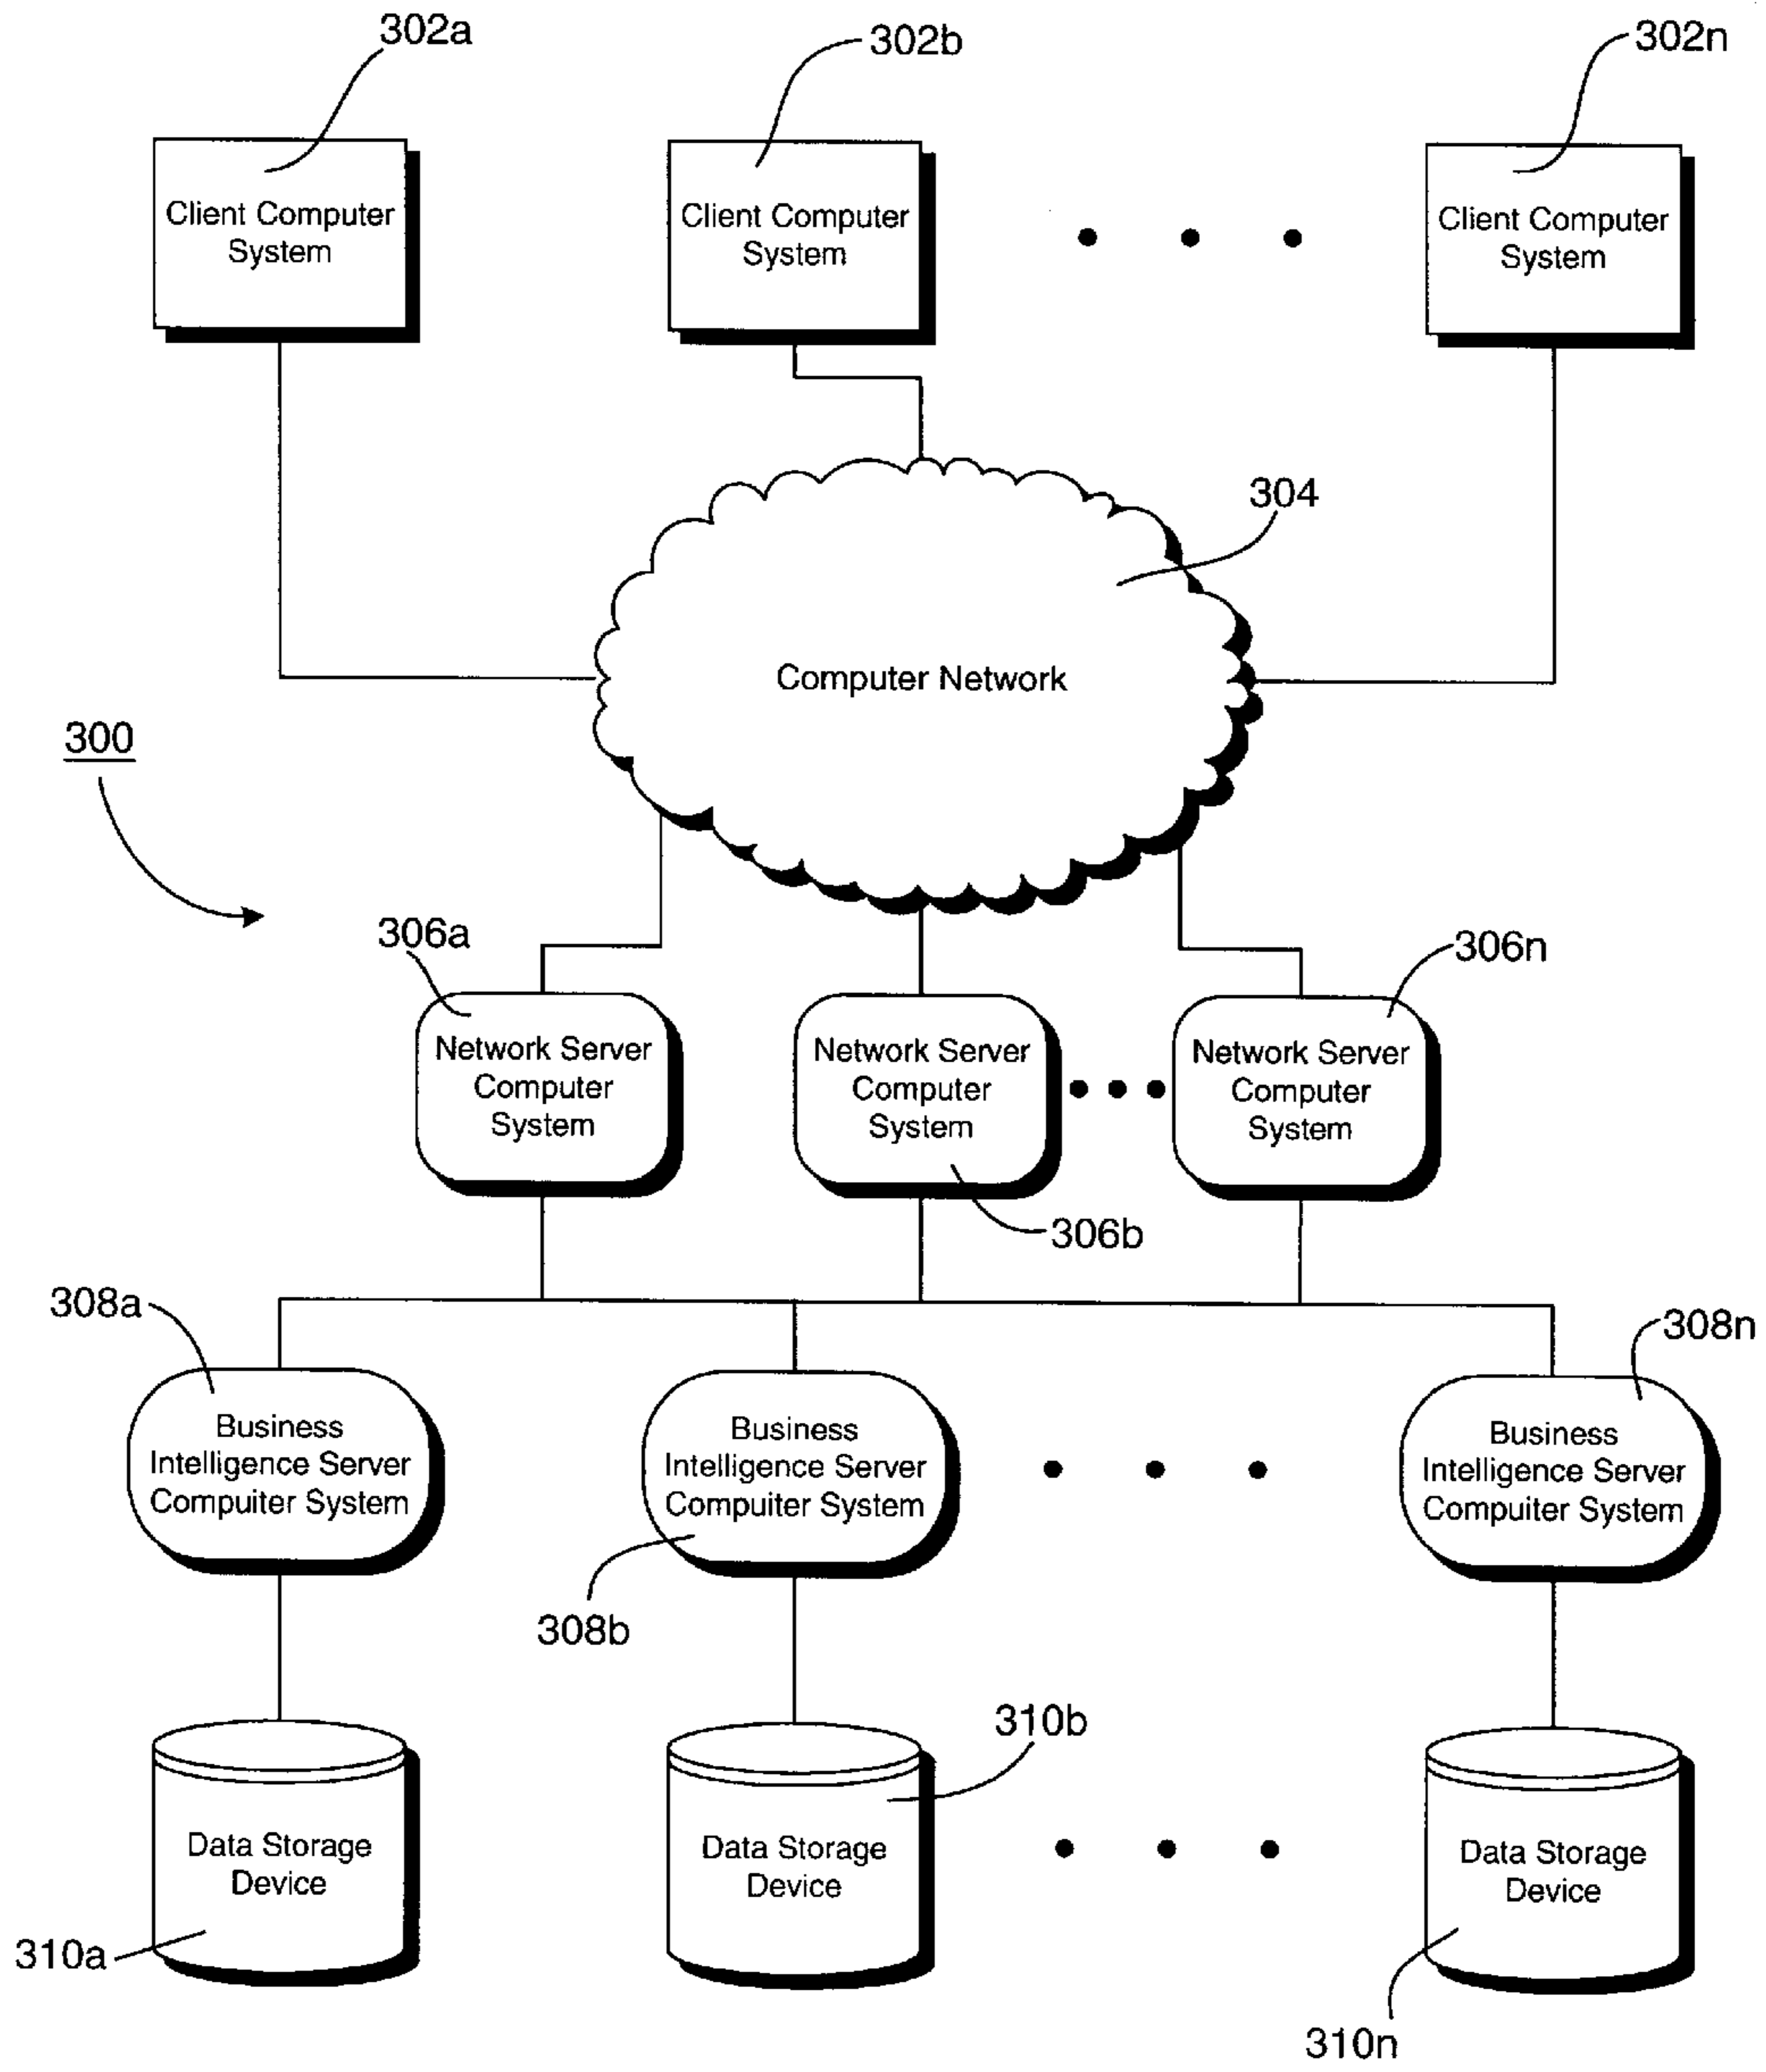 302a
302b
302n
Client Computer
System
Client Computer
System
Client Computer
System
304
Computer Network
300
306a
306n
Network Server
Computer
System
Network Server
Computer
System
Network Server
Computer
System
306b
308a
308n
Business
Intelligence Server
Compuiter System
Business
Intelligence Server
Compuiter System
Business
Intelligence Server
Compuiter System
308b
310b
Data Storage
Device
Data Storage
Device
Data Storage
Device
310a
310n